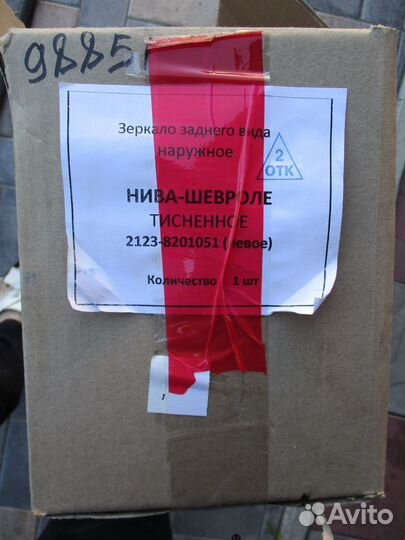 9885
Зеркало заднего вида
наружное
2
ОТК
НИВА-ШЕВРОЛЕ
ТИСНЕННОЕ
2123-8201051 (левое)
Количество 1 шт
Avito